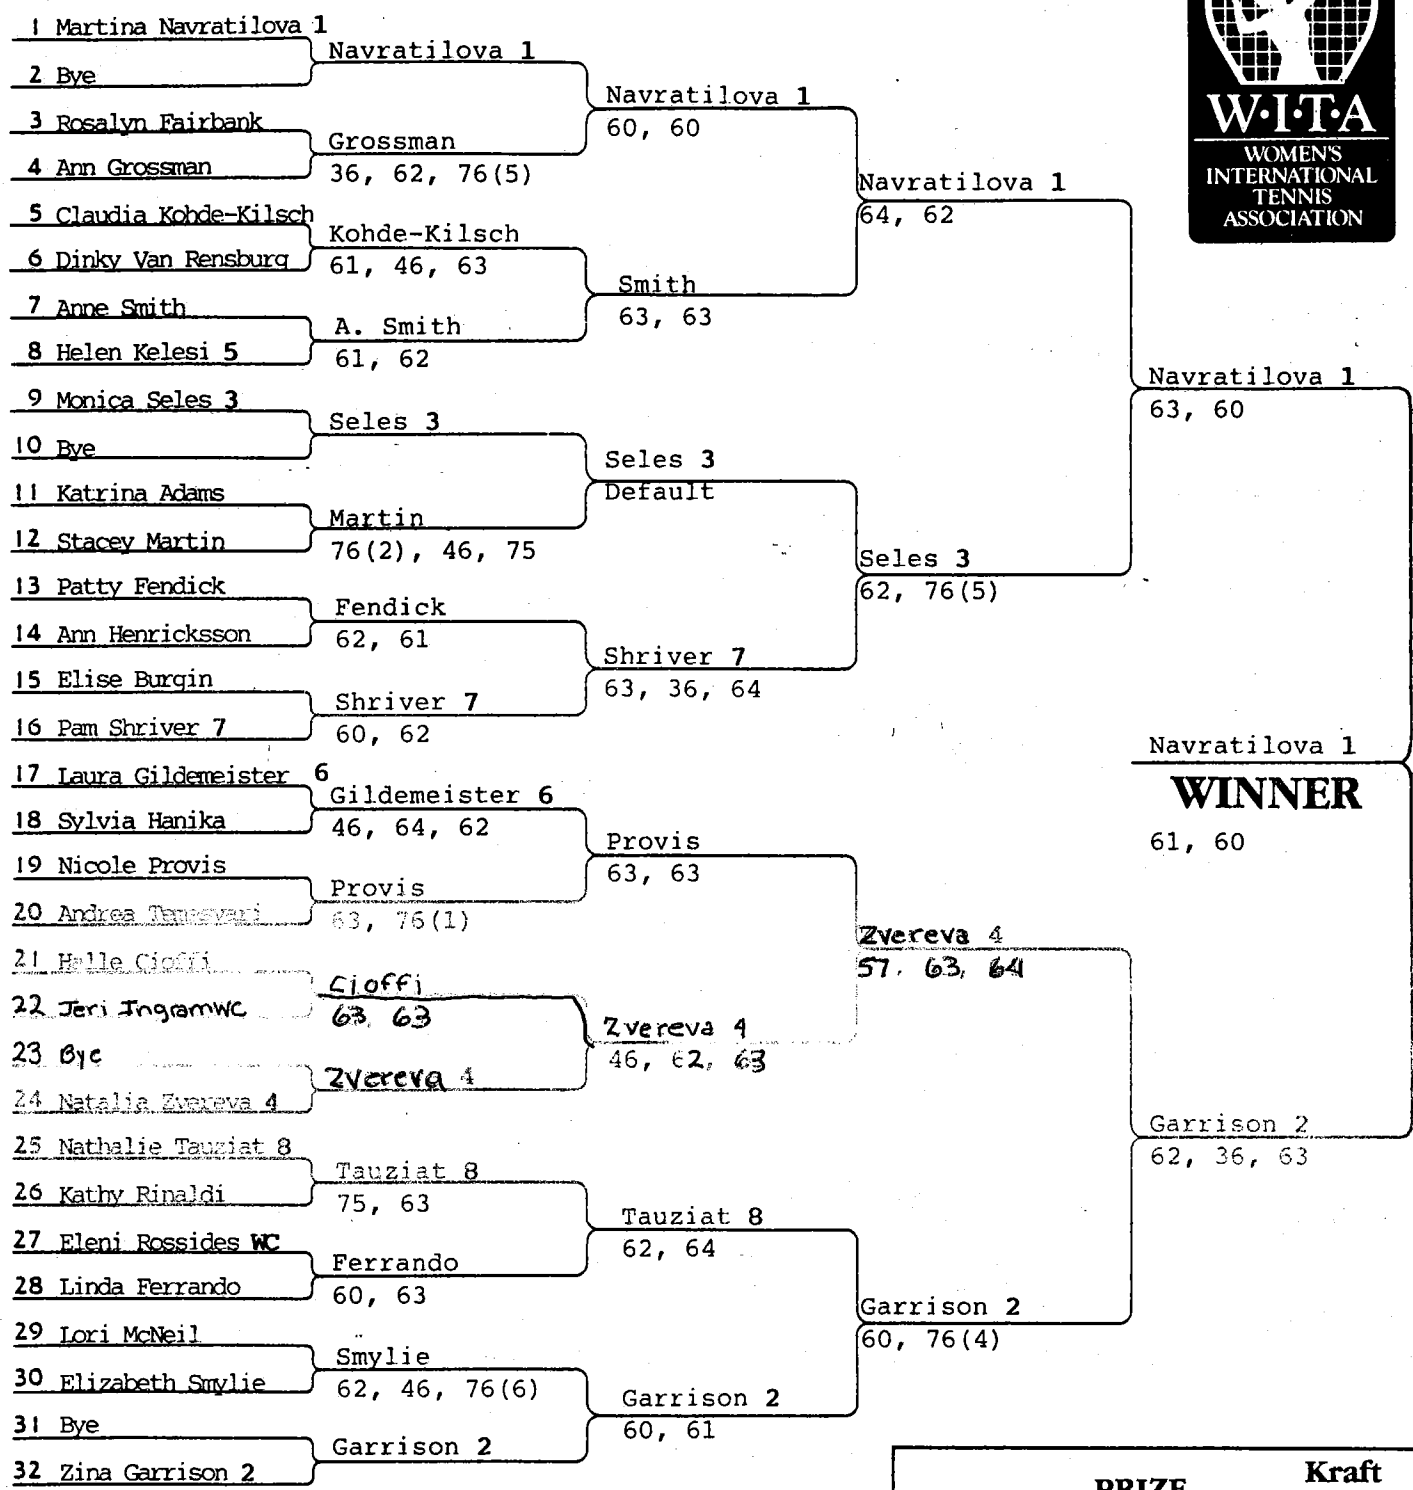 1 Martina Navratilova 1
2 Bye
3 Rosalyn Fairbank
4 Ann Grossman
5 Claudia Kohde-Kilsch
6 Dinky Van Rensburg
7 Anne Smith
8 Helen Kelesi 5
9 Monica Seles 3
10 Bye
11 Katrina Adams
12 Stacey Martin
13 Patty Fendick
14 Ann Henricksson
15 Elise Burgin
16 Pam Shriver 7
17 Laura Gildemeister 6
18 Sylvia Hanika
19 Nicole Provis
20 Andrea Temesvari
21 Halle Cioffi
22 Jeri Ingram WC
23 Bye
24 Natalia Zvereva 4
25 Nathalie Tauziat 8
26 Kathy Rinaldi
27 Eleni Rossides WC
28 Linda Ferrando
29 Lori McNeil
30 Elizabeth Smylie
31 Bye
32 Zina Garrison 2
Navratilova 1
Grossman
36, 62, 76(5)
Kohde-Kilsch
61, 46, 63
A. Smith
61, 62
Seles 3
Martin
76(2), 46, 75
Fendick
62, 61
Shriver 7
60, 62
Gildemeister 6
46, 64, 62
Provis
63, 76(1)
Cioffi
63, 63
Zvereva 4
Tauziat 8
75, 63
Ferrando
60, 63
Smylie
62, 46, 76(6)
Garrison 2
Navratilova 1
60, 60
Smith
63, 63
Seles 3
Default
Shriver 7
63, 36, 64
Provis
63, 63
Zvereva 4
46, 62, 63
Tauziat 8
62, 64
Garrison 2
60, 61
Navratilova 1
64, 62
Seles 3
62, 76(5)
Zvereva 4
57, 63, 64
Garrison 2
60, 76(4)
Navratilova 1
63, 60
Garrison 2
62, 36, 63
Navratilova 1
WINNER
61, 60
W·I·T·A
WOMEN'S
INTERNATIONAL
TENNIS
ASSOCIATION
Kraft
PRIZE